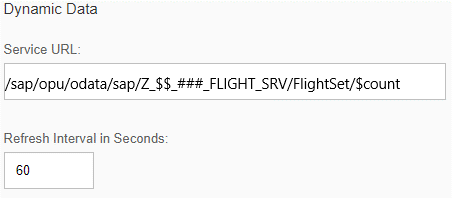 Dynamic Data
Service URL:
/sap/opu/odata/sap/Z_$$_###_FLIGHT_SRV/FlightSet/$count
Refresh Interval in Seconds:
60